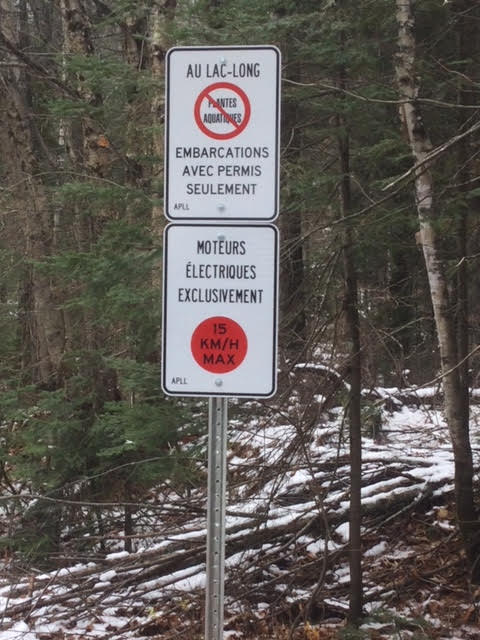 AU LAC-LONG
PLANTES
AQUATIQUES
EMBARCATIONS
AVEC PERMIS
SEULEMENT
APLL
MOTEURS
ÉLECTRIQUES
EXCLUSIVEMENT
15
KM/H
MAX
APLL